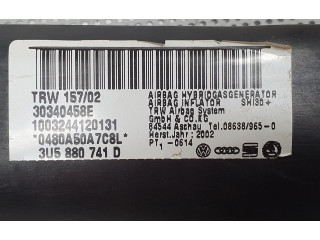 TRW 157/02
30340458E
1003244120131
*0480A50A7C8L*
3U5 880 741 D
AIRBAG HYBRIDGASGENERATOR
AIRBAG INFLATOR SHI30+
TRW Airbag System
GmbH & CO.KG
84544 Aschau Tel. 08638/965-0
Herst.Jahr: 2002
PT1 -0614